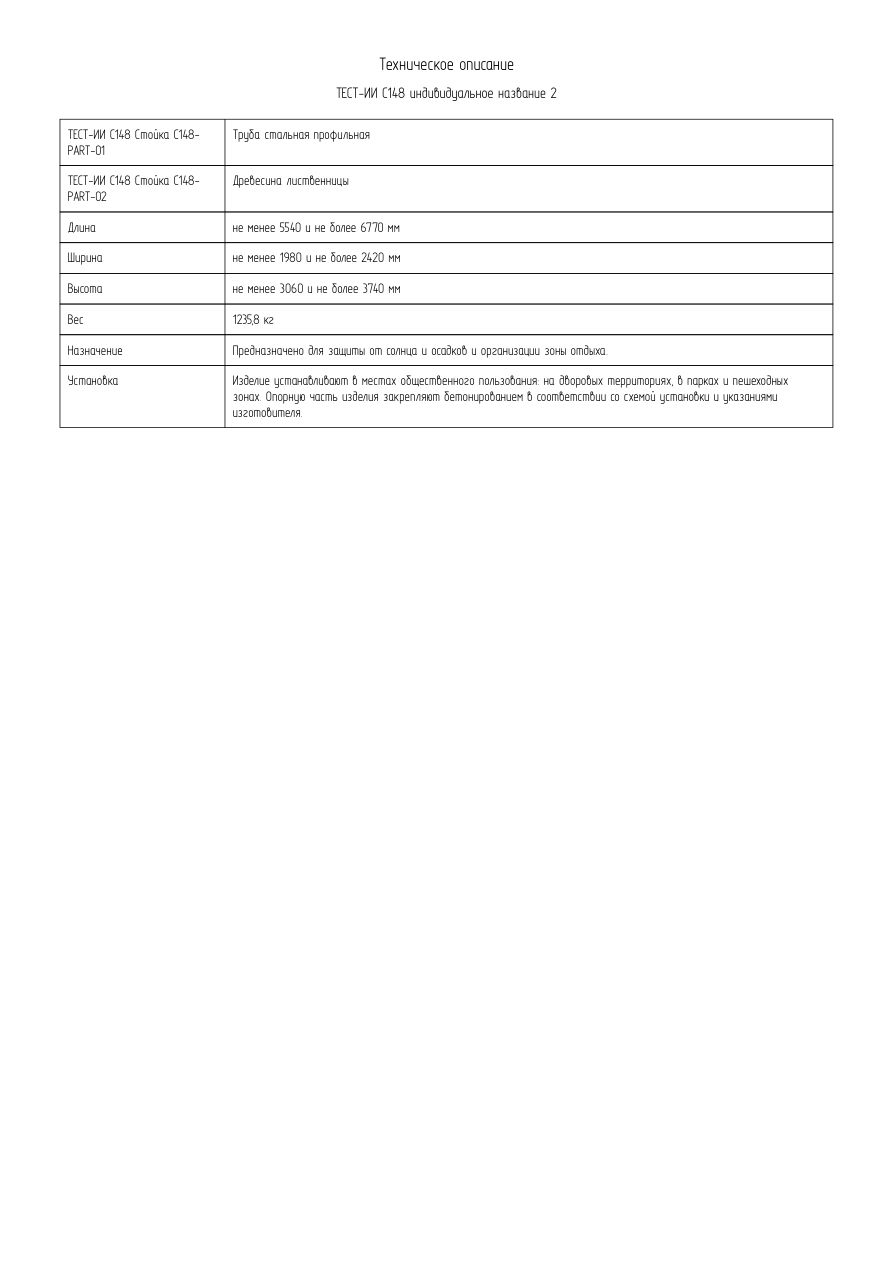 Техническое описание
ТЕСТ-ИИ С148 индивидуальное название 2
ТЕСТ-ИИ С148 Стойка С148-
PART-01
Труба стальная профильная
ТЕСТ-ИИ С148 Стойка С148-
PART-02
Древесина лиственницы
Длина
не менее 5540 и не более 6770 мм
Ширина
не менее 1980 и не более 2420 мм
Высота
не менее 3060 и не более 3740 мм
Вес
1235,8 кг
Назначение
Предназначено для защиты от солнца и осадков и организации зоны отдыха.
Установка
Изделие устанавливают в местах общественного пользования: на дворовых территориях, в парках и пешеходных
зонах. Опорную часть изделия закрепляют бетонированием в соответствии со схемой установки и указаниями
изготовителя.